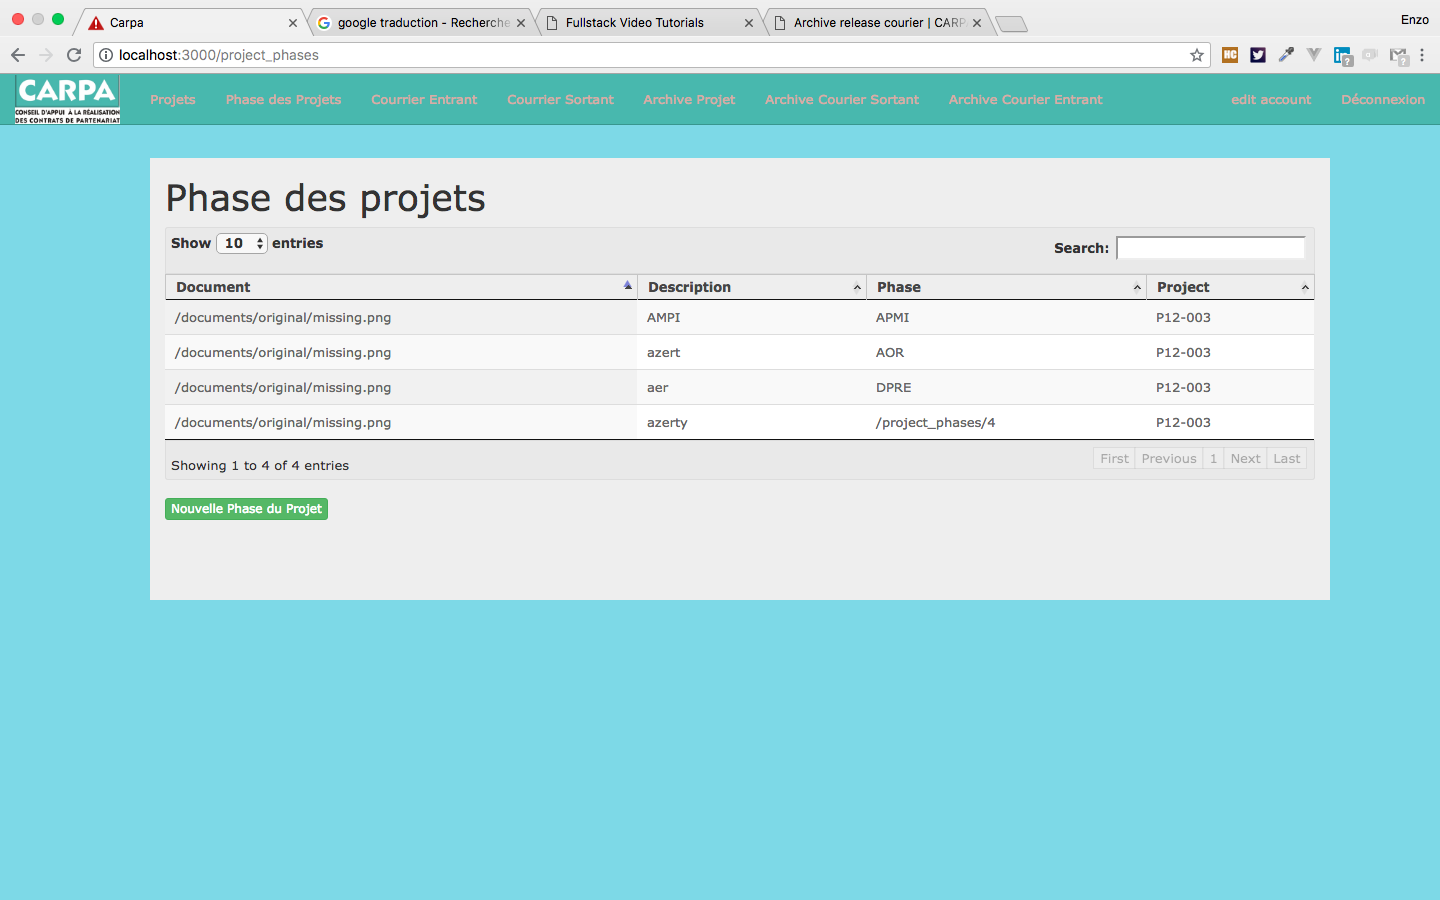 Carpa
google traduction - Recherche
Fullstack Video Tutorials
Archive release courier | CARP
Enzo
localhost:3000/project_phases
CARPA
CONSEIL D'APPUI À LA RÉALISATION
DES CONTRATS DE PARTENARIAT
Projets
Phase des Projets
Courrier Entrant
Courrier Sortant
Archive Projet
Archive Courier Sortant
Archive Courier Entrant
edit account
Déconnexion
Phase des projets
Show 10 entries
Search:
Document Description Phase Project
/documents/original/missing.png AMPI APMI P12-003
/documents/original/missing.png azert AOR P12-003
/documents/original/missing.png aer DPRE P12-003
/documents/original/missing.png azerty /project_phases/4 P12-003
Showing 1 to 4 of 4 entries
First Previous 1 Next Last
Nouvelle Phase du Projet